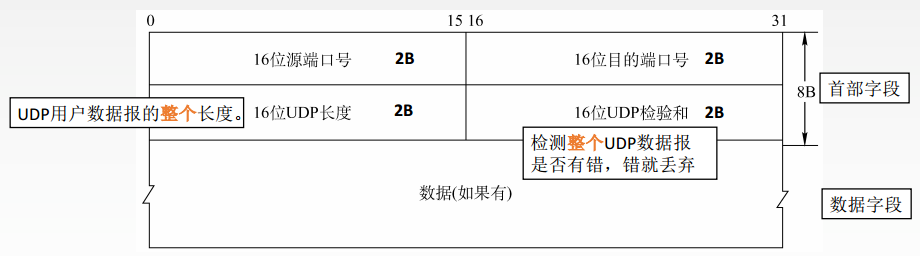 0 15 16 31
16位源端口号 2B 16位目的端口号 2B
8B
首部字段
UDP用户数据报的整个长度。
16位UDP长度 2B 16位UDP检验和 2B
检测整个UDP数据报
是否有错，错就丢弃
数据(如果有)
数据字段